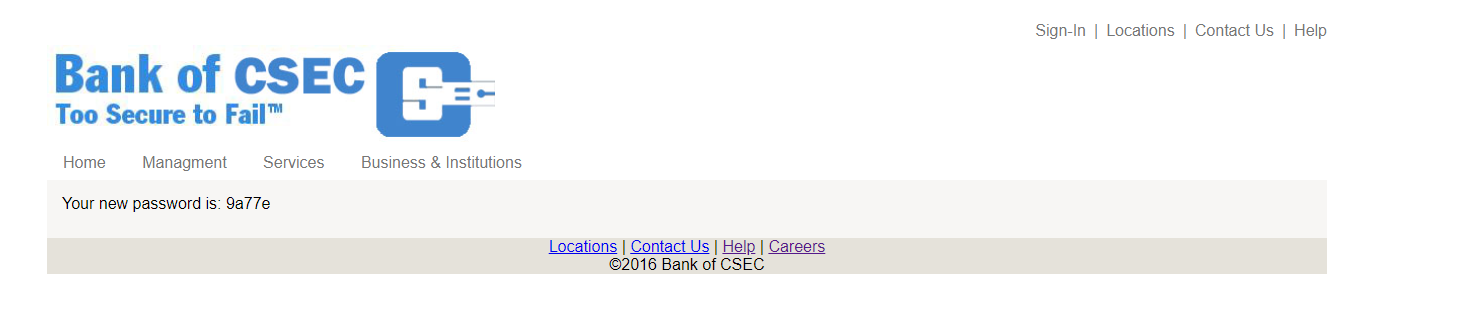 Sign-In | Locations | Contact Us | Help
Bank of CSEC
Too Secure to Fail™
Home Managment Services Business & Institutions
Your new password is: 9a77e
Locations | Contact Us | Help | Careers
©2016 Bank of CSEC